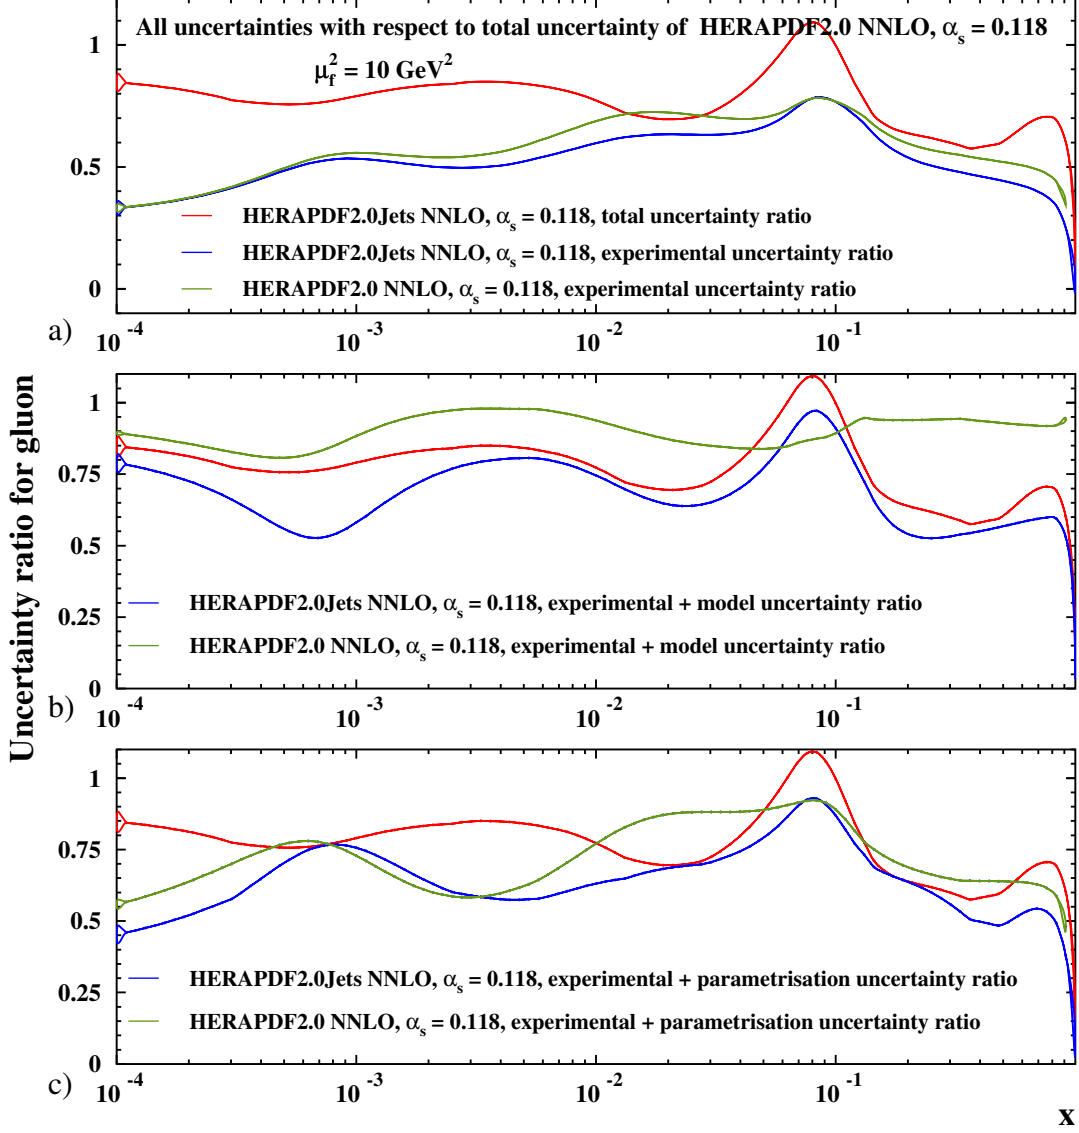 All uncertainties with respect to total uncertainty of HERAPDF2.0 NNLO, αs = 0.118
μf² = 10 GeV²
1
0.5
0
HERAPDF2.0Jets NNLO, αs = 0.118, total uncertainty ratio
HERAPDF2.0Jets NNLO, αs = 0.118, experimental uncertainty ratio
HERAPDF2.0 NNLO, αs = 0.118, experimental uncertainty ratio
a)
10⁻⁴ 10⁻³ 10⁻² 10⁻¹
Uncertainty ratio for gluon
1
0.75
0.5
0.25
0
HERAPDF2.0Jets NNLO, αs = 0.118, experimental + model uncertainty ratio
HERAPDF2.0 NNLO, αs = 0.118, experimental + model uncertainty ratio
b)
10⁻⁴ 10⁻³ 10⁻² 10⁻¹
1
0.75
0.5
0.25
0
HERAPDF2.0Jets NNLO, αs = 0.118, experimental + parametrisation uncertainty ratio
HERAPDF2.0 NNLO, αs = 0.118, experimental + parametrisation uncertainty ratio
c)
10⁻⁴ 10⁻³ 10⁻² 10⁻¹
x